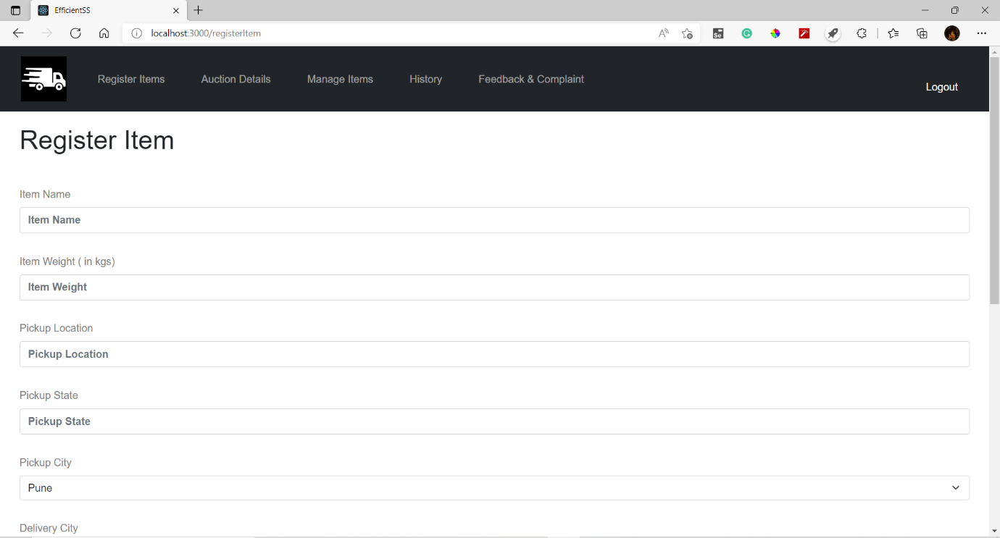 EfficientSS
localhost:3000/registerItem
Register Items Auction Details Manage Items History Feedback & Complaint
Logout
Register Item
Item Name
Item Name
Item Weight ( in kgs)
Item Weight
Pickup Location
Pickup Location
Pickup State
Pickup State
Pickup City
Pune
Delivery City